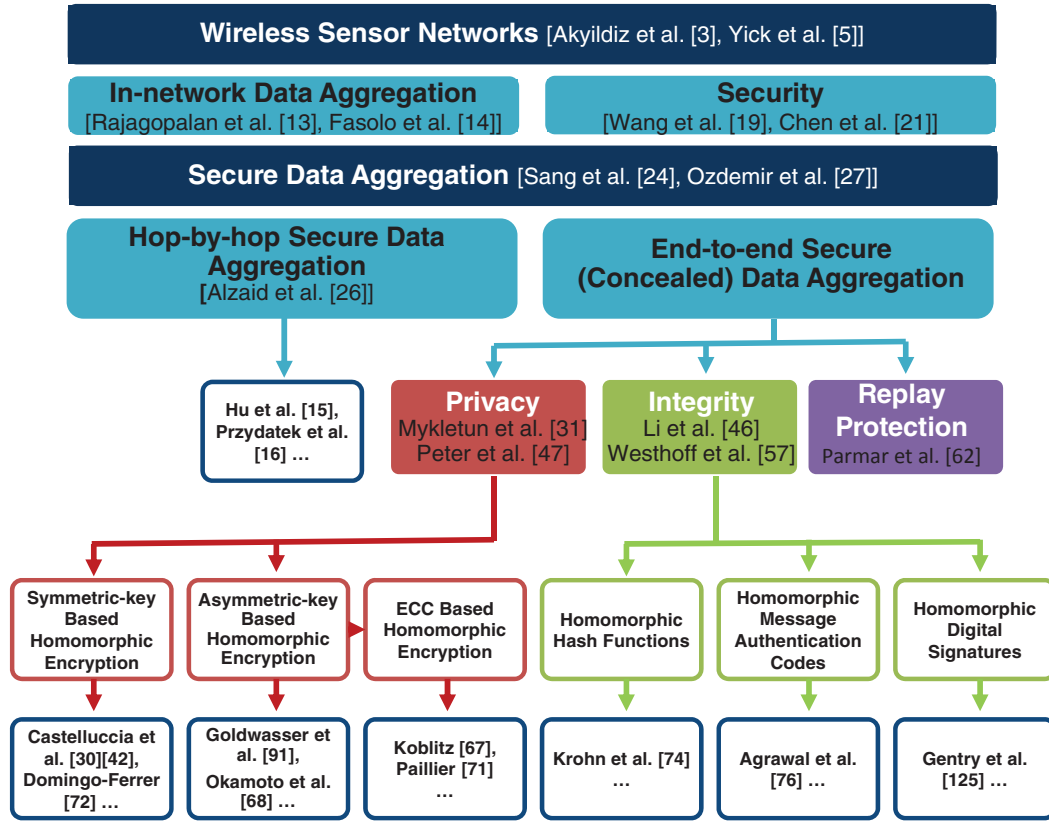 Wireless Sensor Networks [Akyildiz et al. [3], Yick et al. [5]]
In-network Data Aggregation
[Rajagopalan et al. [13], Fasolo et al. [14]]
Security
[Wang et al. [19], Chen et al. [21]]
Secure Data Aggregation [Sang et al. [24], Ozdemir et al. [27]]
Hop-by-hop Secure Data
Aggregation
[Alzaid et al. [26]]
End-to-end Secure
(Concealed) Data Aggregation
Hu et al. [15],
Przydatek et al.
[16] ...
Privacy
Mykletun et al. [31]
Peter et al. [47]
Integrity
Li et al. [46]
Westhoff et al. [57]
Replay
Protection
Parmar et al. [62]
Symmetric-key
Based
Homomorphic
Encryption
Asymmetric-key
Based
Homomorphic
Encryption
ECC Based
Homomorphic
Encryption
Homomorphic
Hash Functions
Homomorphic
Message
Authentication
Codes
Homomorphic
Digital
Signatures
Castelluccia et
al. [30][42],
Domingo-Ferrer
[72] ...
Goldwasser et
al. [91],
Okamoto et al.
[68] ...
Koblitz [67],
Paillier [71]
...
Krohn et al. [74]
...
Agrawal et al.
[76] ...
Gentry et al.
[125] ...